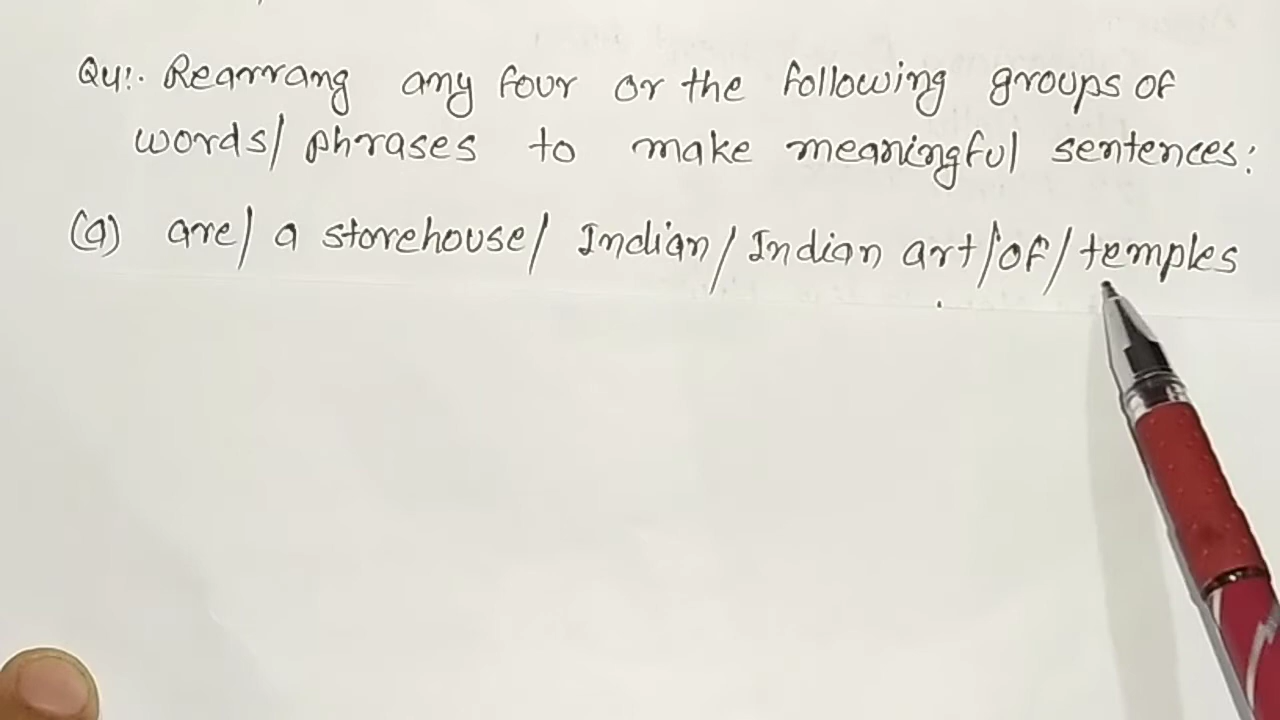 Q4:. Rearrang any four or the following groups of
words/ phrases to make meaningful sentences:
(a) are/ a storehouse/ Indian/ Indian art/of/ temples